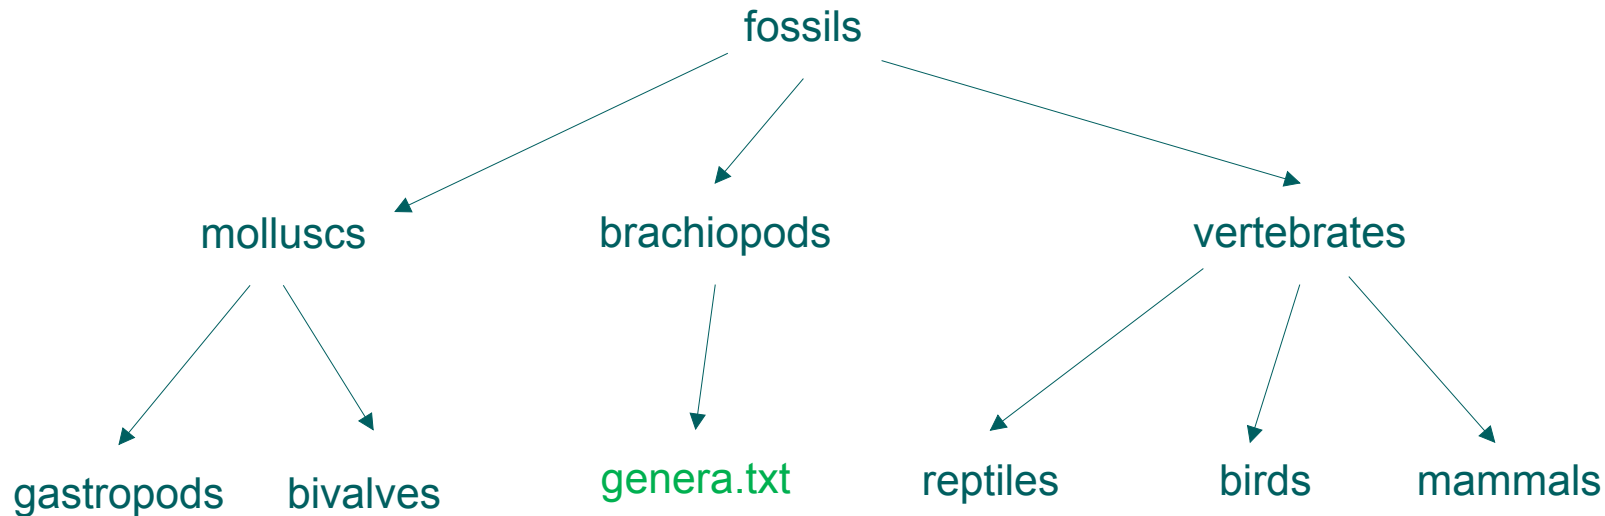 fossils
molluscs
brachiopods
vertebrates
gastropods
bivalves
genera.txt
reptiles
birds
mammals